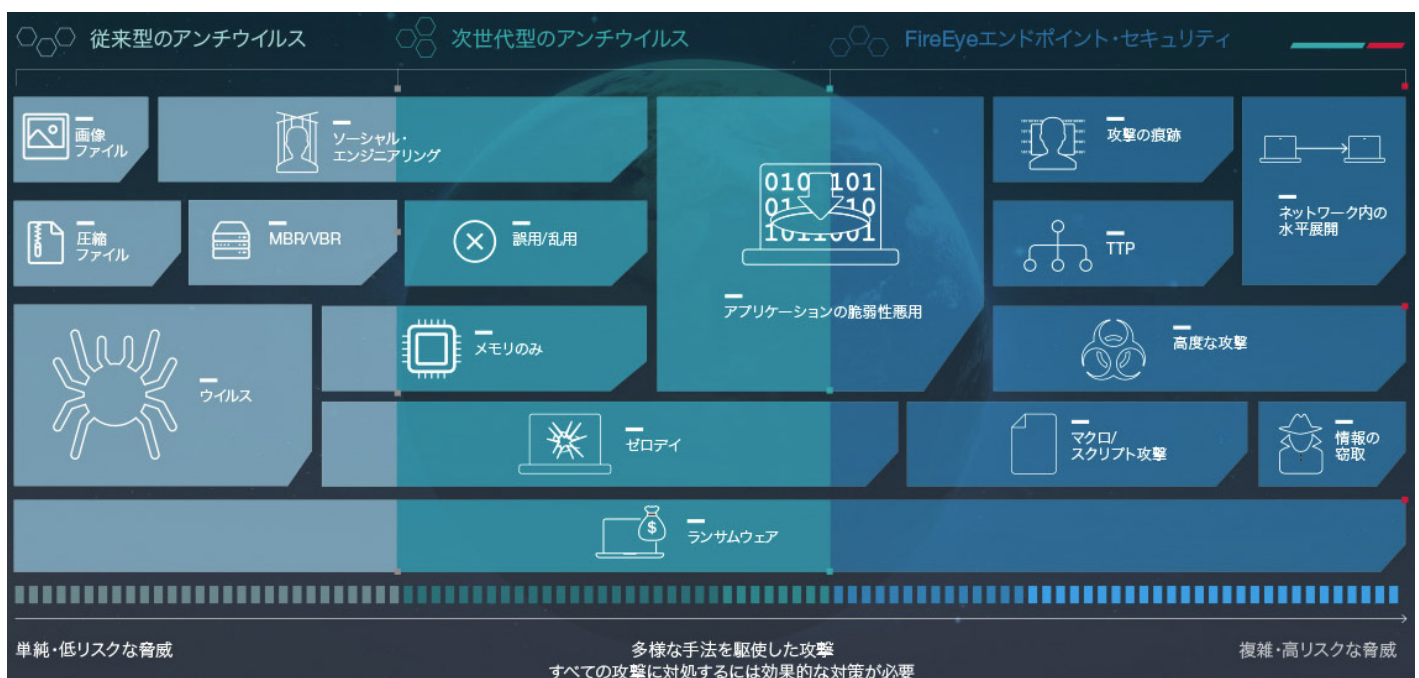 従来型のアンチウイルス
次世代型のアンチウイルス
FireEyeエンドポイント・セキュリティ
画像
ファイル
ソーシャル・
エンジニアリング
010 101
01 10
1011001
攻撃の痕跡
ネットワーク内の
水平展開
圧縮
ファイル
MBR/VBR
誤用/乱用
TTP
アプリケーションの脆弱性悪用
ウイルス
メモリのみ
高度な攻撃
ゼロデイ
マクロ/
スクリプト攻撃
情報の
窃取
$
ランサムウェア
単純・低リスクな脅威
多様な手法を駆使した攻撃
すべての攻撃に対処するには効果的な対策が必要
複雑・高リスクな脅威